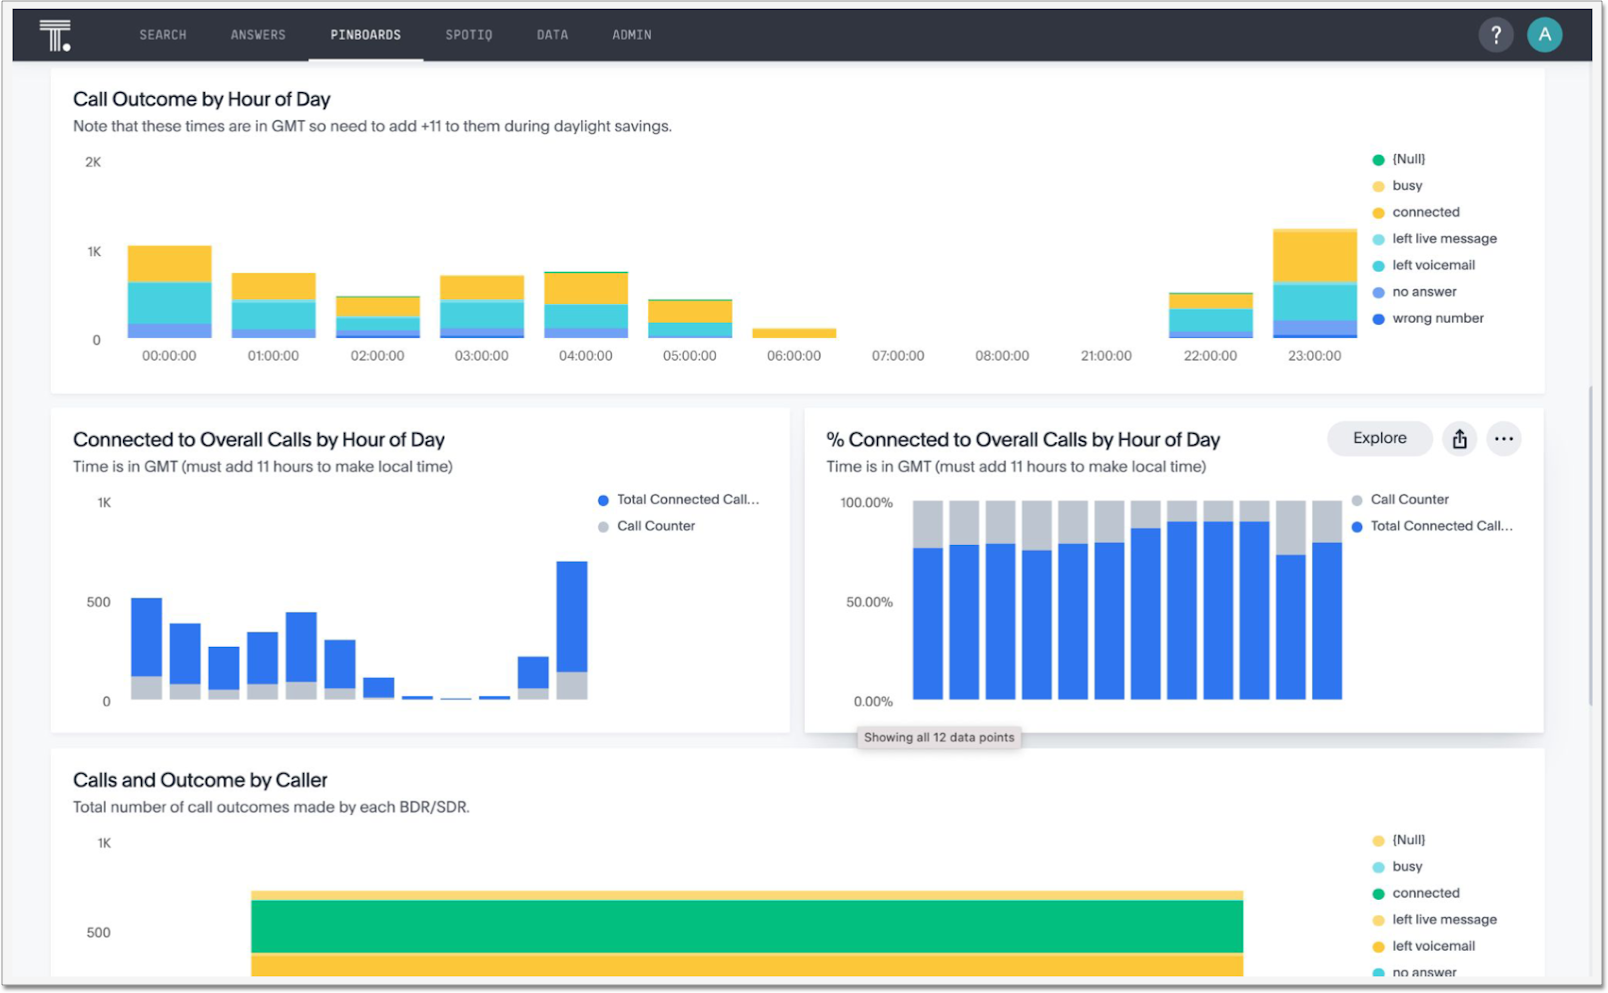 SEARCH ANSWERS PINBOARDS SPOTIQ DATA ADMIN ? A
Call Outcome by Hour of Day
Note that these times are in GMT so need to add +11 to them during daylight savings.
2K
1K
0
00:00:00 01:00:00 02:00:00 03:00:00 04:00:00 05:00:00 06:00:00 07:00:00 08:00:00 21:00:00 22:00:00 23:00:00
{Null}
busy
connected
left live message
left voicemail
no answer
wrong number
Connected to Overall Calls by Hour of Day
Time is in GMT (must add 11 hours to make local time)
1K
500
0
Total Connected Call...
Call Counter
% Connected to Overall Calls by Hour of Day
Explore
Time is in GMT (must add 11 hours to make local time)
100.00%
50.00%
0.00%
Call Counter
Total Connected Call...
Showing all 12 data points
Calls and Outcome by Caller
Total number of call outcomes made by each BDR/SDR.
1K
500
{Null}
busy
connected
left live message
left voicemail
no answer